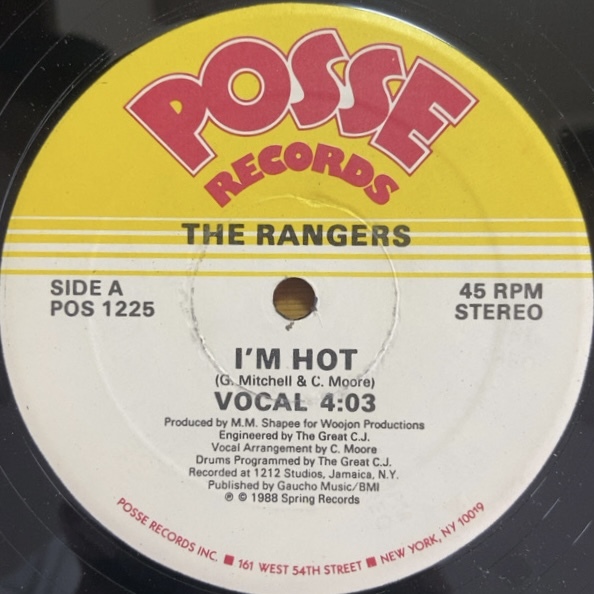 POSSE
RECORDS
THE RANGERS
SIDE A
POS 1225
45 RPM
STEREO
I'M HOT
(G. Mitchell & C. Moore)
VOCAL 4:03
Produced by M.M. Shapee for Woojon Productions
Engineered by The Great C.J.
Vocal Arrangement by C. Moore
Drums Programmed by The Great C.J.
Recorded at 1212 Studios, Jamaica, N.Y.
Published by Gaucho Music/BMI
℗ © 1988 Spring Records
POSSE RECORDS INC. ■ 161 WEST 54TH STREET ■ NEW YORK, NY 10019